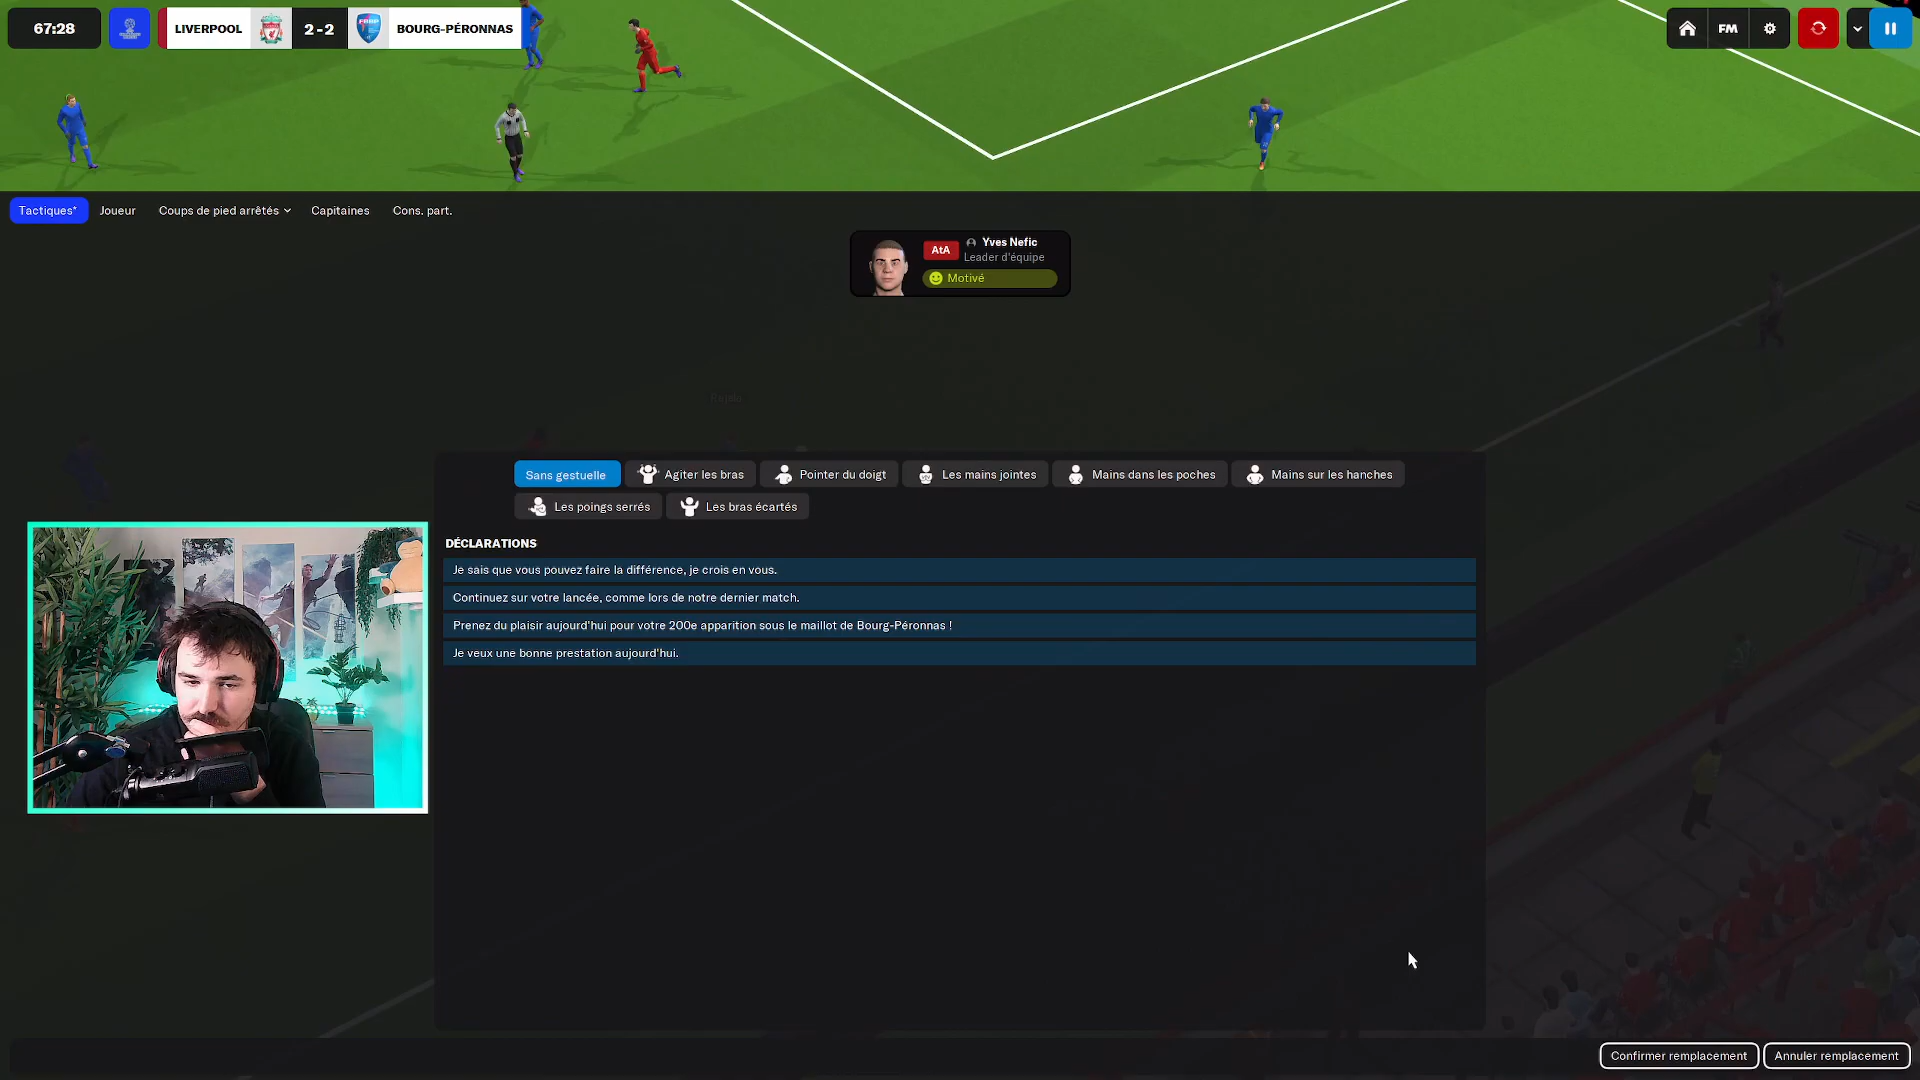 67:28 LIVERPOOL 2-2 BOURG-PÉRONNAS FM
Tactiques* Joueur Coups de pied arrêtés Capitaines Cons. part.
AtA Yves Nefic
Leader d'équipe
Motivé
Sans gestuelle Agiter les bras Pointer du doigt Les mains jointes Mains dans les poches Mains sur les hanches
Les poings serrés Les bras écartés
DÉCLARATIONS
Je sais que vous pouvez faire la différence, je crois en vous.
Continuez sur votre lancée, comme lors de notre dernier match.
Prenez du plaisir aujourd'hui pour votre 200e apparition sous le maillot de Bourg-Péronnas !
Je veux une bonne prestation aujourd'hui.
Confirmer remplacement Annuler remplacement